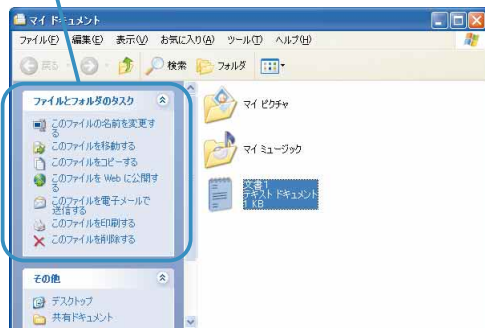 マイ ドキュメント
ファイル(F) 編集(E) 表示(V) お気に入り(A) ツール(T) ヘルプ(H)
戻る 検索 フォルダ
ファイルとフォルダのタスク
このファイルの名前を変更す
る
このファイルを移動する
このファイルをコピーする
このファイルを Web に公開す
る
このファイルを電子メールで
送信する
このファイルを印刷する
このファイルを削除する
その他
デスクトップ
共有ドキュメント
マイ ピクチャ
マイ ミュージック
文書1
テキスト ドキュメント
1 KB